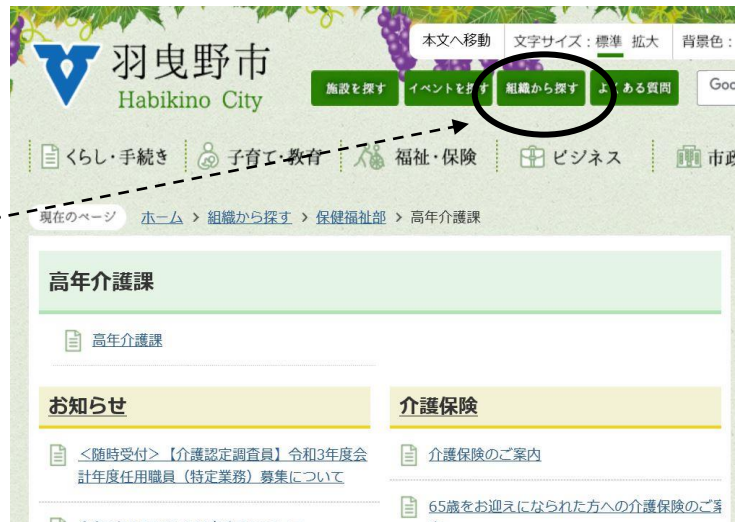 本文へ移動 文字サイズ：標準 拡大 背景色：
羽曳野市
Habikino City
施設を探す イベントを探す 組織から探す よくある質問 Goo
くらし・手続き 子育て・教育 福祉・保険 ビジネス 市政
現在のページ ホーム > 組織から探す > 保健福祉部 > 高年介護課
高年介護課
高年介護課
お知らせ 介護保険
＜随時受付＞【介護認定調査員】令和3年度会 介護保険のご案内
計年度任用職員（特定業務）募集について
65歳をお迎えになられた方への介護保険のご案